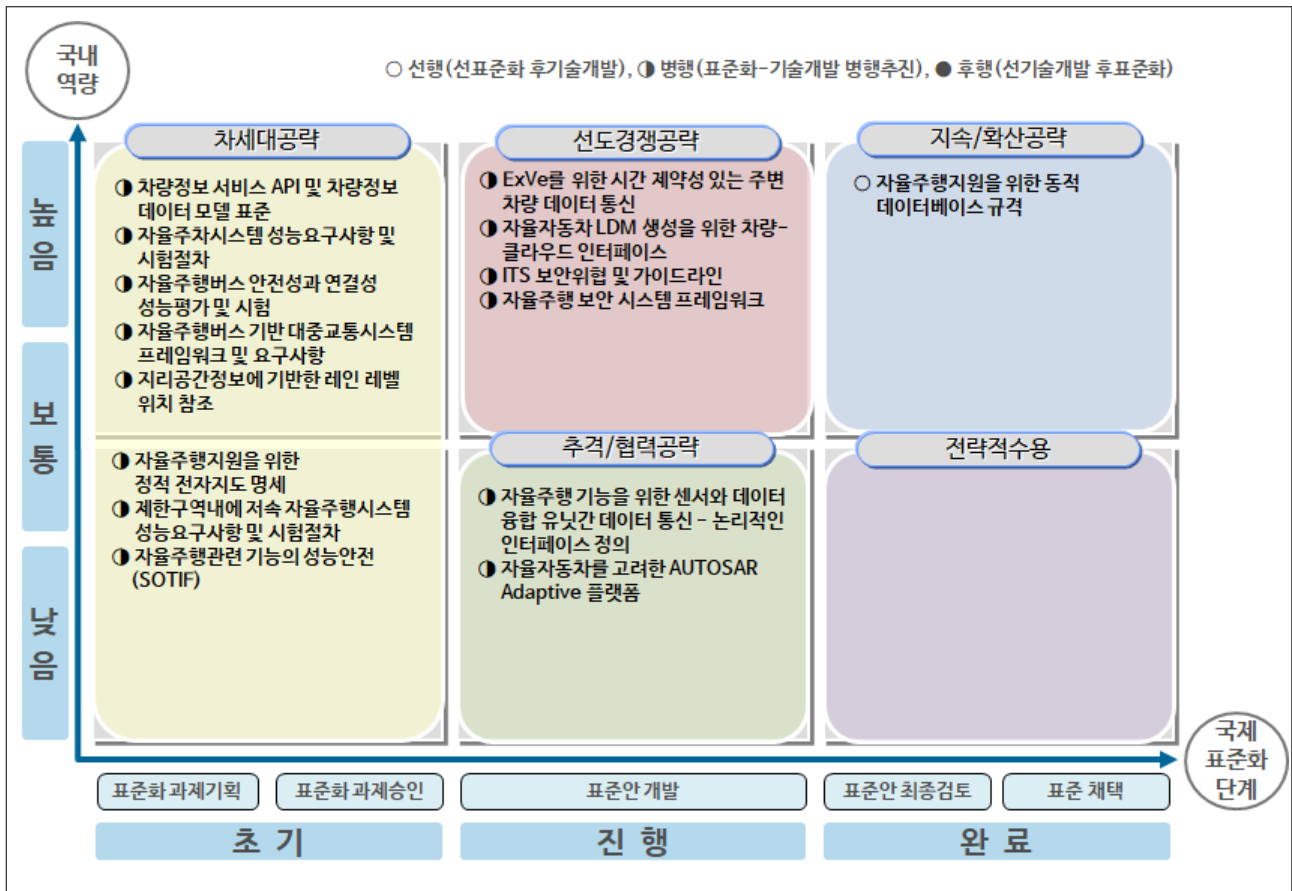 국내
역량
○ 선행(선표준화 후기술개발), ◑ 병행(표준화-기술개발 병행추진), ● 후행(선기술개발 후표준화)
높
음
보
통
낮
음
차세대공략
◑ 차량정보 서비스 API 및 차량정보
데이터 모델 표준
◑ 자율주차시스템 성능요구사항 및
시험절차
◑ 자율주행버스 안전성과 연결성
성능평가 및 시험
◑ 자율주행버스 기반 대중교통시스템
프레임워크 및 요구사항
◑ 지리공간정보에 기반한 레인 레벨
위치 참조
◑ 자율주행지원을 위한
정적 전자지도 명세
◑ 제한구역내에 저속 자율주행시스템
성능요구사항 및 시험절차
◑ 자율주행관련 기능의 성능안전
(SOTIF)
선도경쟁공략
◑ ExVe를 위한 시간 제약성 있는 주변
차량 데이터 통신
◑ 자율자동차 LDM 생성을 위한 차량-
클라우드 인터페이스
◑ ITS 보안위협 및 가이드라인
◑ 자율주행 보안 시스템 프레임워크
추격/협력공략
◑ 자율주행 기능을 위한 센서와 데이터
융합 유닛간 데이터 통신 - 논리적인
인터페이스 정의
◑ 자율자동차를 고려한 AUTOSAR
Adaptive 플랫폼
지속/확산공략
○ 자율주행지원을 위한 동적
데이터베이스 규격
전략적수용
국제
표준화
단계
표준화 과제기획
표준화 과제승인
표준안 개발
표준안 최종검토
표준 채택
초 기
진 행
완 료